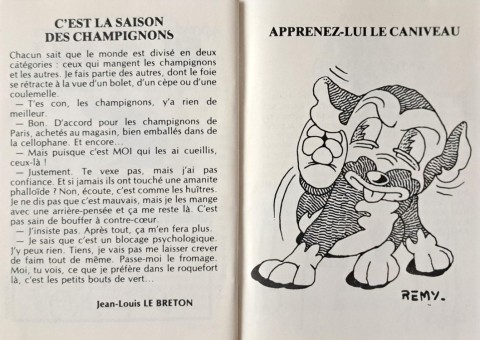 C'EST LA SAISON
DES CHAMPIGNONS
Chacun sait que le monde est divisé en deux
catégories : ceux qui mangent les champignons
et les autres. Je fais partie des autres, dont le foie
se rétracte à la vue d'un bolet, d'un cèpe ou d'une
coulemelle.
— T'es con, les champignons, y'a rien de
meilleur.
— Bon. D'accord pour les champignons de
Paris, achetés au magasin, bien emballés dans de
la cellophane. Et encore...
— Mais puisque c'est MOI qui les ai cueillis,
ceux-là !
— Justement. Te vexe pas, mais j'ai pas
confiance. Et si jamais ils ont touché une amanite
phalloïde ? Non, écoute, c'est comme les huîtres.
Je ne dis pas que c'est mauvais, mais je les mange
avec une arrière-pensée et ça me reste là. C'est
pas sain de bouffer à contre-cœur.
— J'insiste pas. Après tout, ça m'en fera plus.
— Je sais que c'est un blocage psychologique.
J'y peux rien. Tiens, je vais pas me laisser crever
de faim tout de même. Passe-moi le fromage.
Moi, tu vois, ce que je préfère dans le roquefort
là, c'est les petits bouts de vert...
Jean-Louis LE BRETON
APPRENEZ-LUI LE CANIVEAU
REMY_